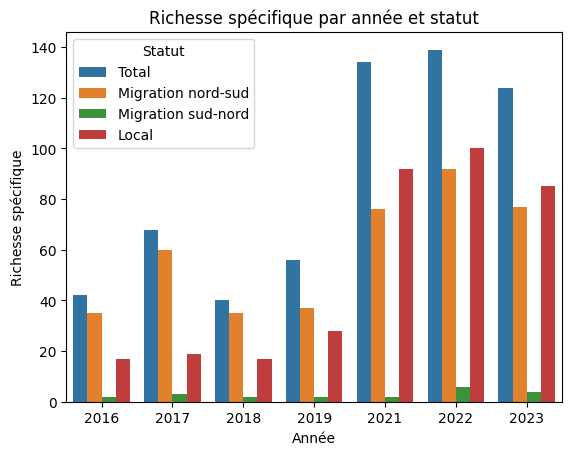 Richesse spécifique par année et statut
Statut
Total
Migration nord-sud
Migration sud-nord
Local
Richesse spécifique
140
120
100
80
60
40
20
0
2016 2017 2018 2019 2021 2022 2023
Année